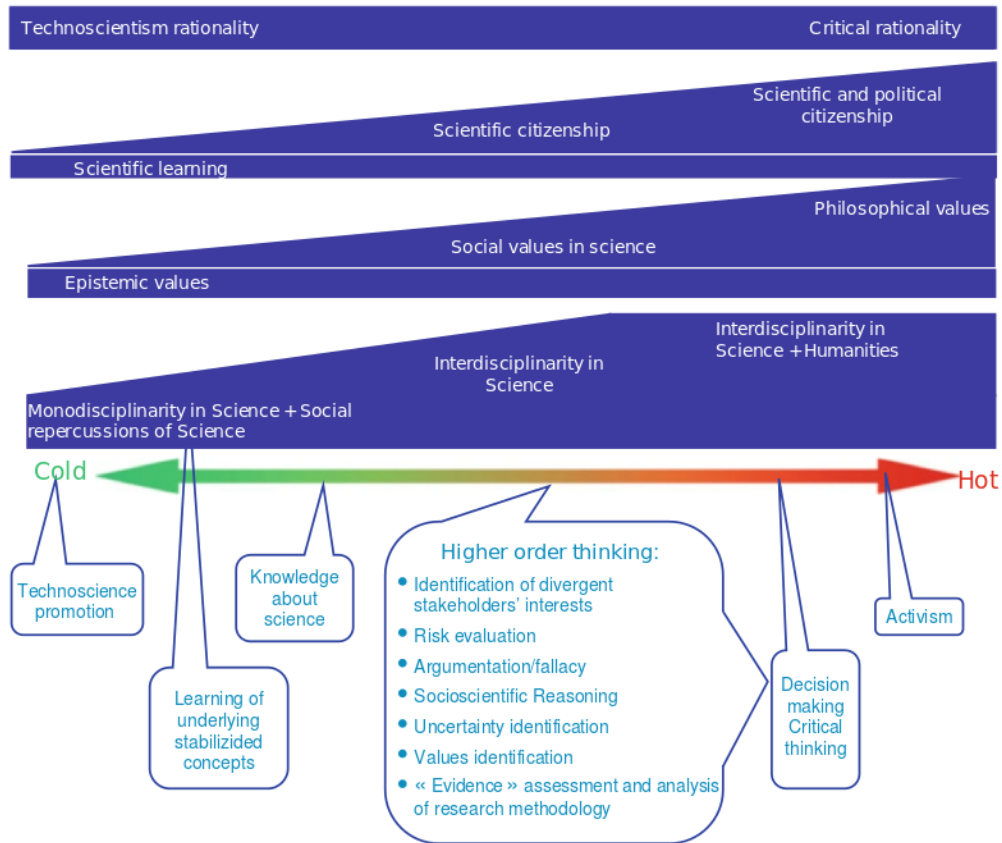 Technoscientism rationality
Critical rationality
Scientific and political
citizenship
Scientific citizenship
Scientific learning
Philosophical values
Social values in science
Epistemic values
Interdisciplinarity in
Science +Humanities
Interdisciplinarity in
Science
Monodisciplinarity in Science + Social
repercussions of Science
Cold
Hot
Technoscience
promotion
Learning of
underlying
stabilizided
concepts
Knowledge
about
science
Higher order thinking:
• Identification of divergent
stakeholders' interests
• Risk evaluation
• Argumentation/fallacy
• Socioscientific Reasoning
• Uncertainty identification
• Values identification
• « Evidence » assessment and analysis
of research methodology
Decision
making
Critical
thinking
Activism